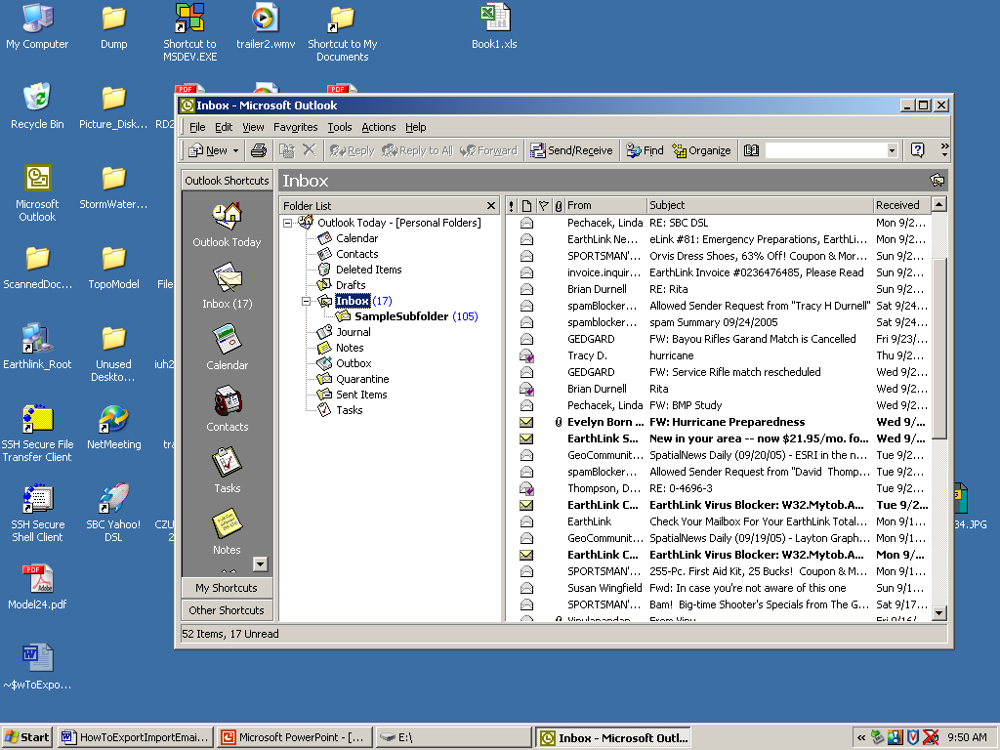 My Computer
Dump
Shortcut to
MSDEV.EXE
trailer2.wmv
Shortcut to My
Documents
Book1.xls
Recycle Bin
Picture_Disk...
RD2
PDF
PDF
Microsoft
Outlook
StormWater...
ScannedDoc...
TopoModel
File
Earthlink_Root
Unused
Deskto...
iuh2
SSH Secure File
Transfer Client
NetMeeting
tra
SSH Secure
Shell Client
SBC Yahoo!
DSL
CZU
2
34.JPG
PDF
Model24.pdf
~$wToExpo...
Inbox - Microsoft Outlook
File Edit View Favorites Tools Actions Help
New Reply Reply to All Forward Send/Receive Find Organize
Outlook Shortcuts
Inbox
Outlook Today
Inbox (17)
Calendar
Contacts
Tasks
Notes
My Shortcuts
Other Shortcuts
Folder List
Outlook Today - [Personal Folders]
Calendar
Contacts
Deleted Items
Drafts
Inbox (17)
SampleSubfolder (105)
Journal
Notes
Outbox
Quarantine
Sent Items
Tasks
From Subject Received
Pechacek, Linda RE: SBC DSL Mon 9/2...
EarthLink Ne... eLink #81: Emergency Preparations, EarthLi... Mon 9/2...
SPORTSMAN'... Orvis Dress Shoes, 63% Off! Coupon & Mor... Sun 9/2...
invoice.inquir... EarthLink Invoice #0236476485, Please Read Sun 9/2...
Brian Durnell RE: Rita Sun 9/2...
spamBlocker... Allowed Sender Request from "Tracy H Durnell" Sat 9/24...
spamblocker... spam Summary 09/24/2005 Sat 9/24...
GEDGARD FW: Bayou Rifles Garand Match is Cancelled Fri 9/23/...
Tracy D. hurricane Thu 9/2...
GEDGARD FW: Service Rifle match rescheduled Wed 9/2...
Brian Durnell Rita Wed 9/2...
Pechacek, Linda FW: BMP Study Wed 9/2...
Evelyn Born ... FW: Hurricane Preparedness Wed 9/...
EarthLink S... New in your area -- now $21.95/mo. fo... Wed 9/...
GeoCommunit... SpatialNews Daily (09/20/05) - ESRI in the n... Tue 9/2...
spamBlocker... Allowed Sender Request from "David Thomp... Tue 9/2...
Thompson, D... RE: 0-4696-3 Tue 9/2...
EarthLink C... EarthLink Virus Blocker: W32.Mytob.A... Tue 9/2...
EarthLink Check Your Mailbox For Your EarthLink Total... Mon 9/1...
GeoCommunit... SpatialNews Daily (09/19/05) - Layton Graph... Mon 9/1...
EarthLink C... EarthLink Virus Blocker: W32.Mytob.A... Mon 9/...
SPORTSMAN'... 255-Pc. First Aid Kit, 25 Bucks! Coupon & M... Mon 9/1...
Susan Wingfield Fwd: In case you're not aware of this one Sun 9/1...
SPORTSMAN'... Bam! Big-time Shooter's Specials from The G... Sat 9/17...
52 Items, 17 Unread
Start HowToExportImportEmai... Microsoft PowerPoint - [... E:\ Inbox - Microsoft Outl... « 9:50 AM